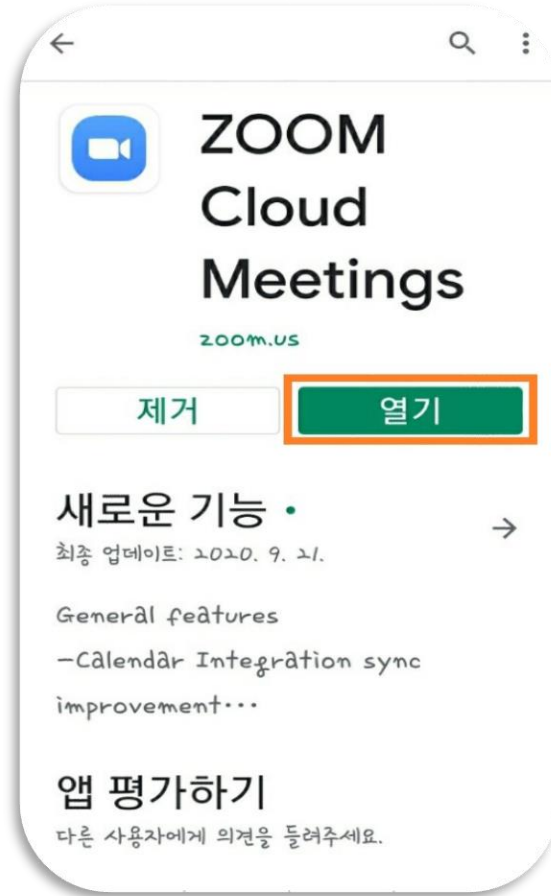 ZOOM
Cloud
Meetings
zoom.us
제거
열기
새로운 기능 •
최종 업데이트: 2020. 9. 21.
General features
-Calendar Integration sync
improvement···
앱 평가하기
다른 사용자에게 의견을 들려주세요.